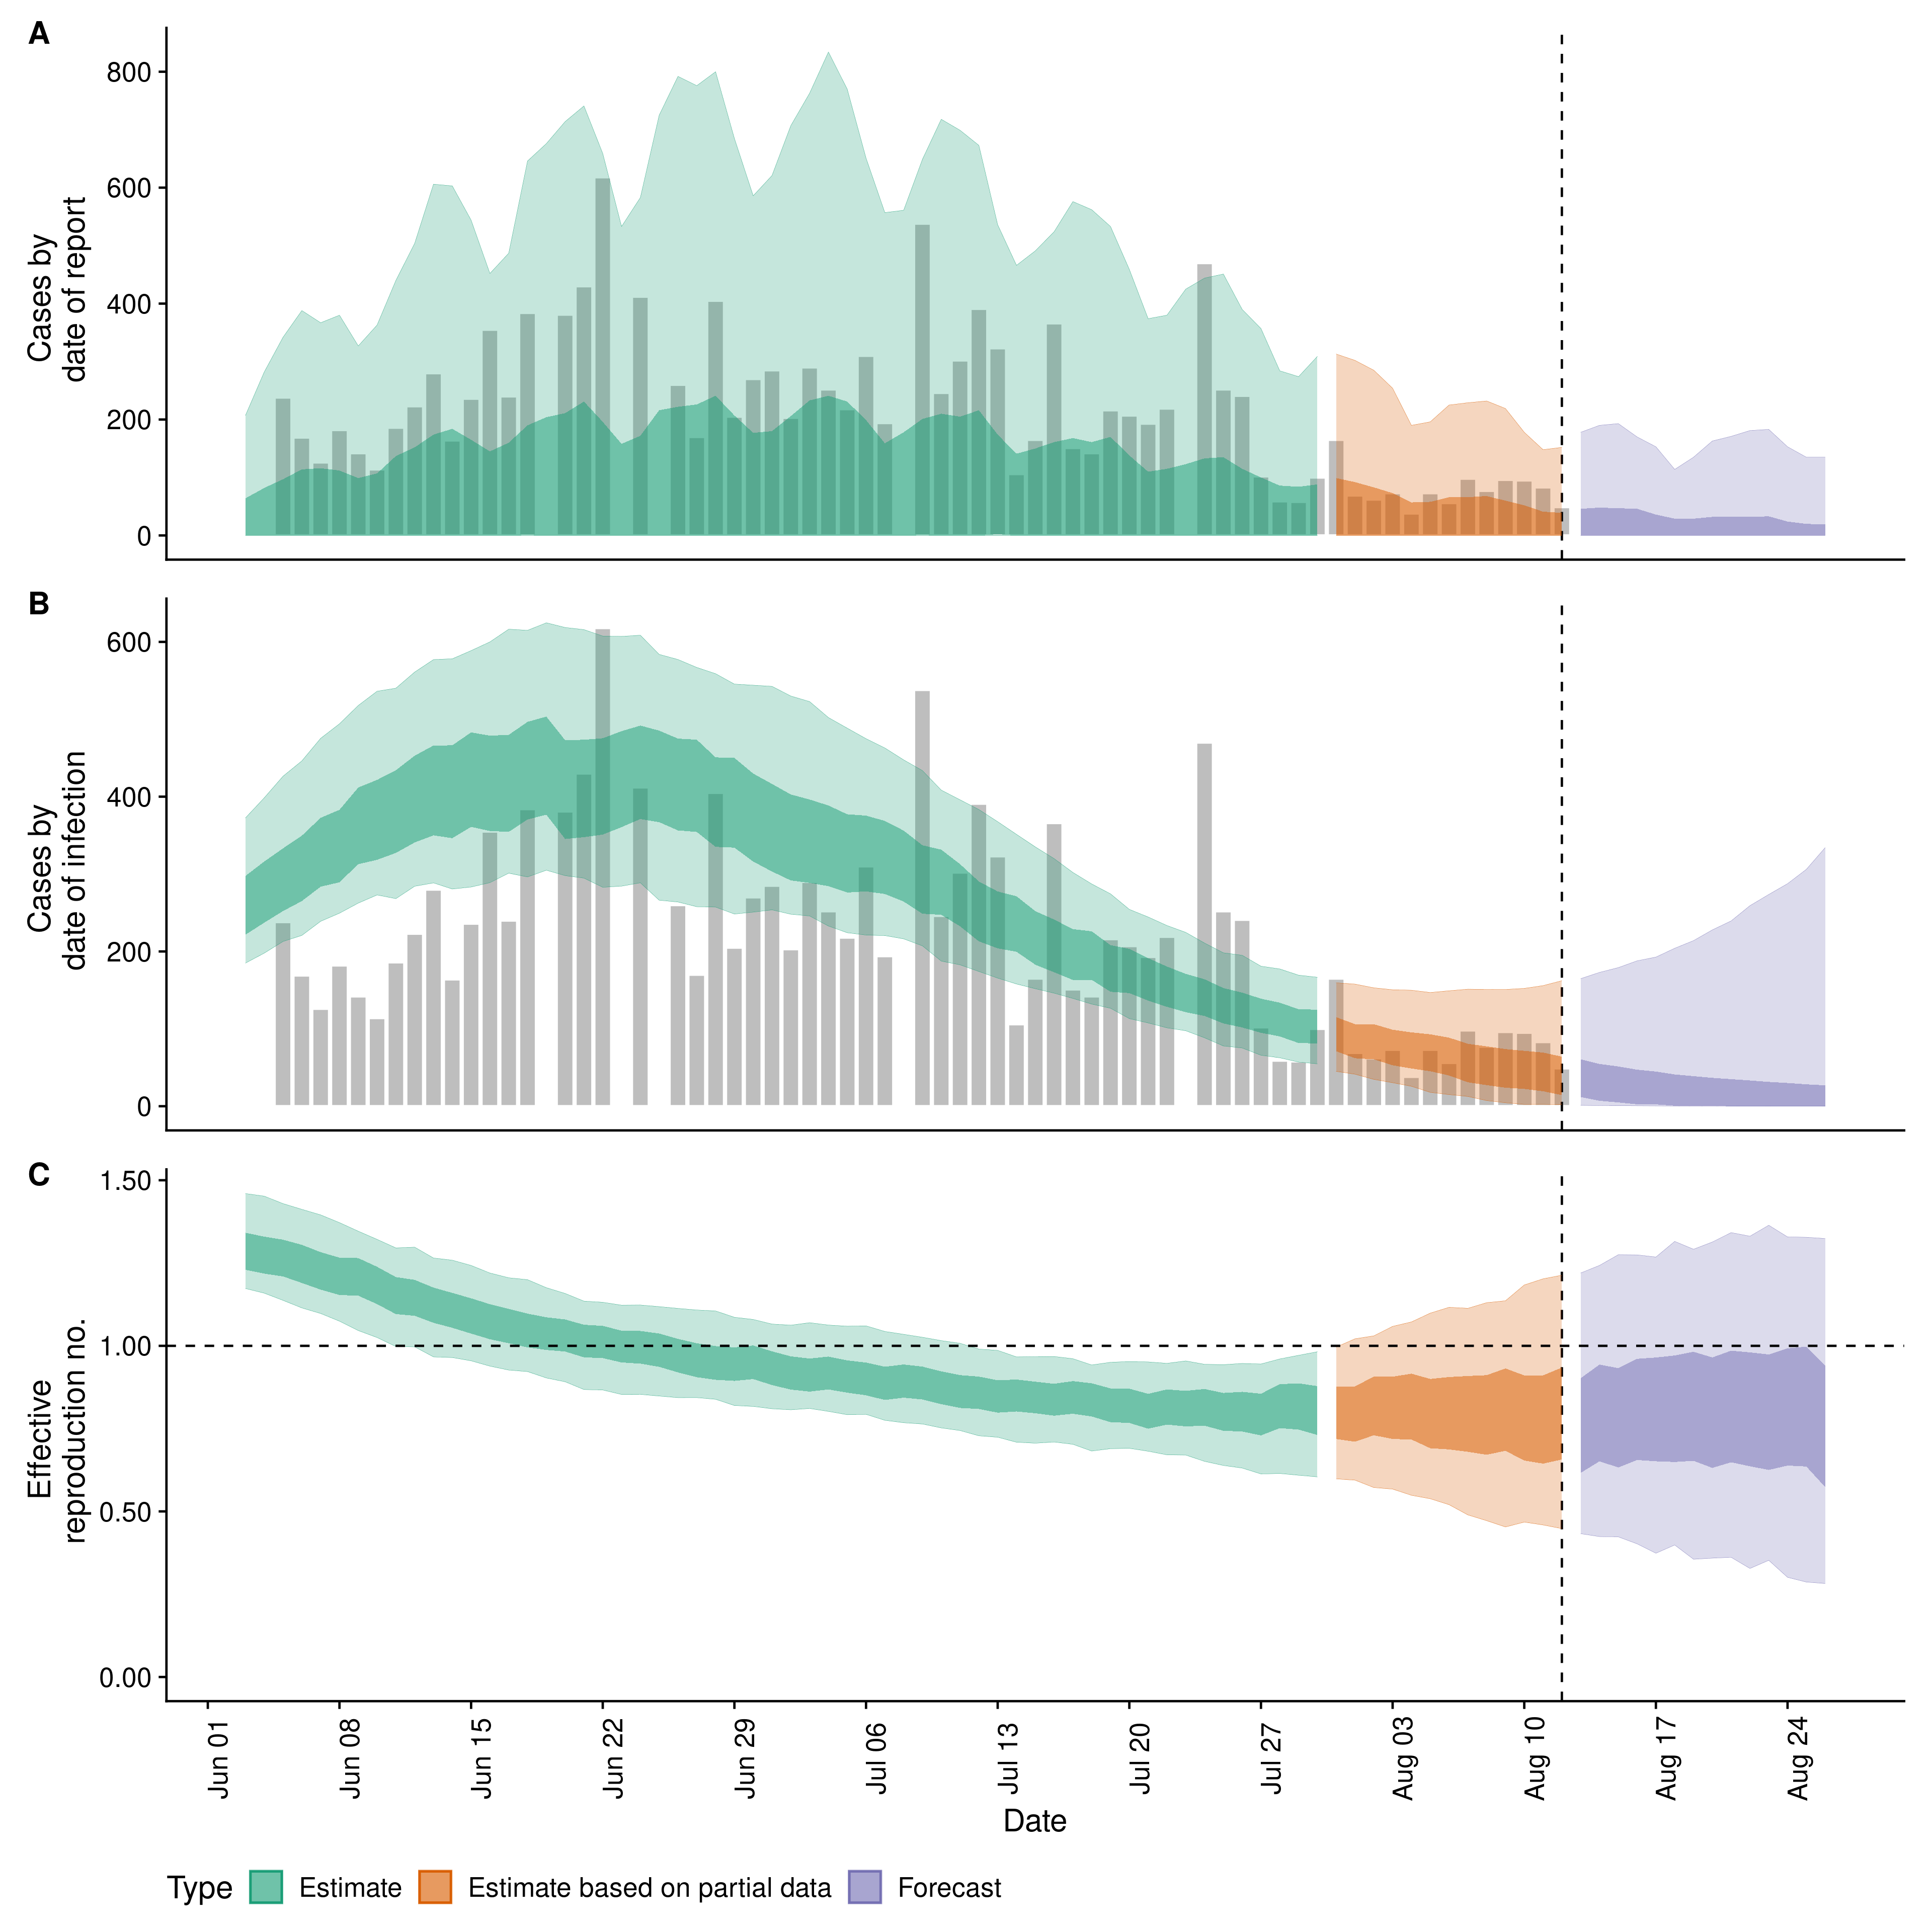 A
800
600
400
200
0
Cases by
date of report
B
600
400
200
0
Cases by
date of infection
C
1.50
1.00
0.50
0.00
Effective
reproduction no.
Jun 01
Jun 08
Jun 15
Jun 22
Jun 29
Jul 06
Jul 13
Jul 20
Jul 27
Aug 03
Aug 10
Aug 17
Aug 24
Date
Type Estimate Estimate based on partial data Forecast